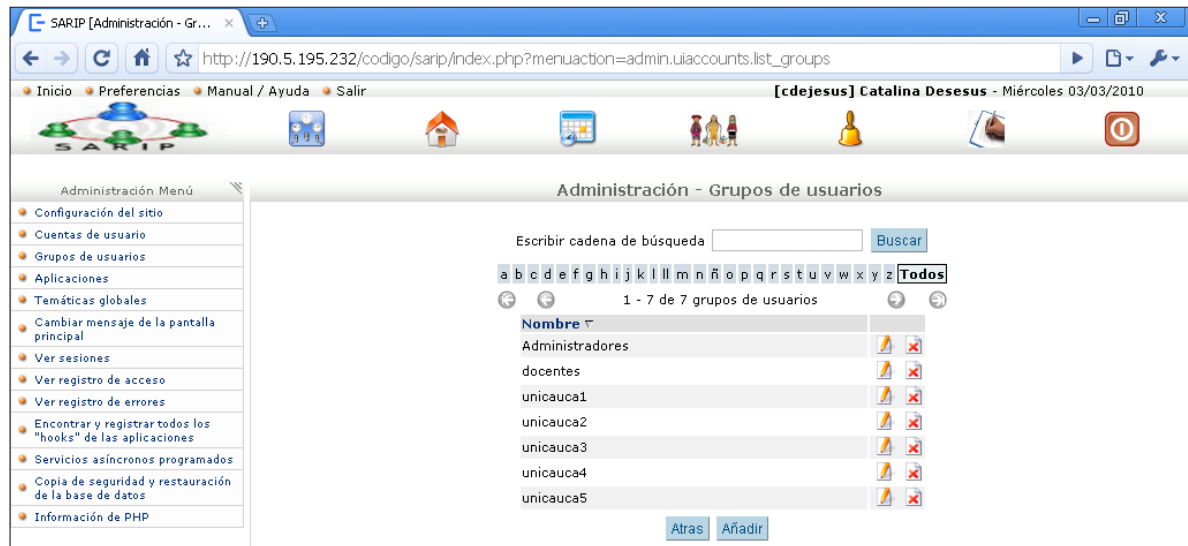 SARIP [Administración - Gr...
http://190.5.195.232/codigo/sarip/index.php?menuaction=admin.uiaccounts.list_groups
Inicio Preferencias Manual / Ayuda Salir
[cdejesus] Catalina Desesus - Miércoles 03/03/2010
SARIP
Administración Menú
Configuración del sitio
Cuentas de usuario
Grupos de usuarios
Aplicaciones
Temáticas globales
Cambiar mensaje de la pantalla
principal
Ver sesiones
Ver registro de acceso
Ver registro de errores
Encontrar y registrar todos los
"hooks" de las aplicaciones
Servicios asíncronos programados
Copia de seguridad y restauración
de la base de datos
Información de PHP
Administración - Grupos de usuarios
Escribir cadena de búsqueda Buscar
a b c d e f g h i j k l ll m n ñ o p q r s t u v w x y z Todos
1 - 7 de 7 grupos de usuarios
Nombre
Administradores
docentes
unicauca1
unicauca2
unicauca3
unicauca4
unicauca5
Atras Añadir